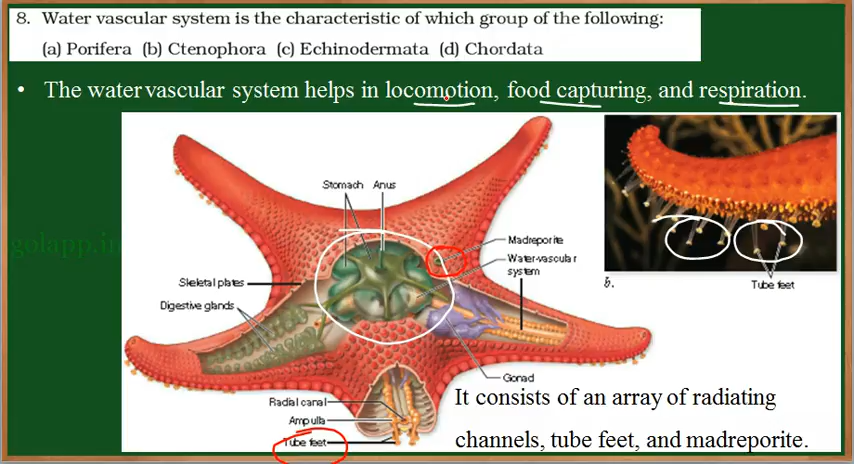 8. Water vascular system is the characteristic of which group of the following:
(a) Porifera (b) Ctenophora (c) Echinodermata (d) Chordata
• The water vascular system helps in locomotion, food capturing, and respiration.
Stomach Anus
Madreporite
Water-vascular
system
golapp.in
Skeletal plates
Digestive glands
b.
Tube feet
Gonad
Radial canal
Ampulla
Tube feet
It consists of an array of radiating
channels, tube feet, and madreporite.